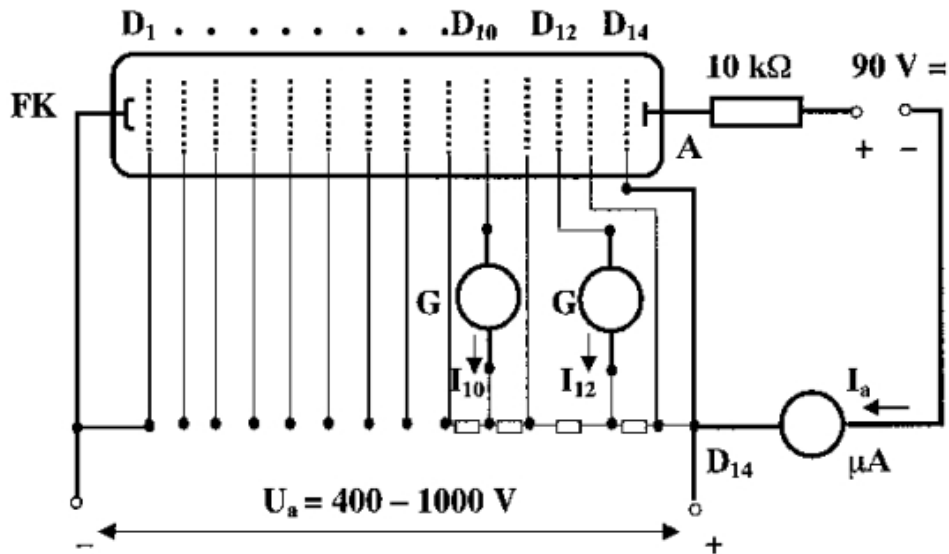 D₁ . . . . . . . D₁₀ D₁₂ D₁₄
10 kΩ 90 V =
FK
A
+ −
G G
I₁₀ I₁₂ Iₐ
D₁₄ μA
Uₐ = 400 – 1000 V
− +